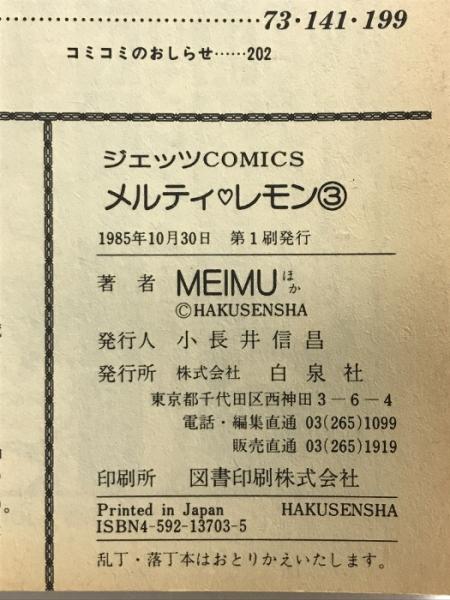 73・141・199
コミコミのおしらせ……202
ジェッツCOMICS
メルティ♡レモン③
1985年10月30日 第1刷発行
著者 MEIMUほか
©HAKUSENSHA
発行人 小長井信昌
発行所 株式会社 白泉社
東京都千代田区西神田3-6-4
電話・編集直通 03(265)1099
販売直通 03(265)1919
印刷所 図書印刷株式会社
Printed in Japan HAKUSENSHA
ISBN4-592-13703-5
乱丁・落丁本はおとりかえいたします。